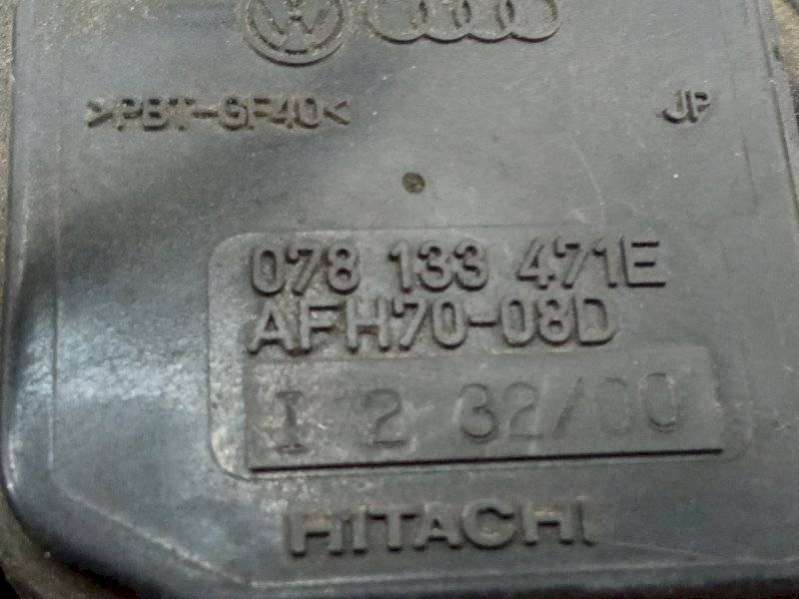 >PBT-GF40< JP
078 133 471E
AFH70-08D
I 2 32/00
HITACHI